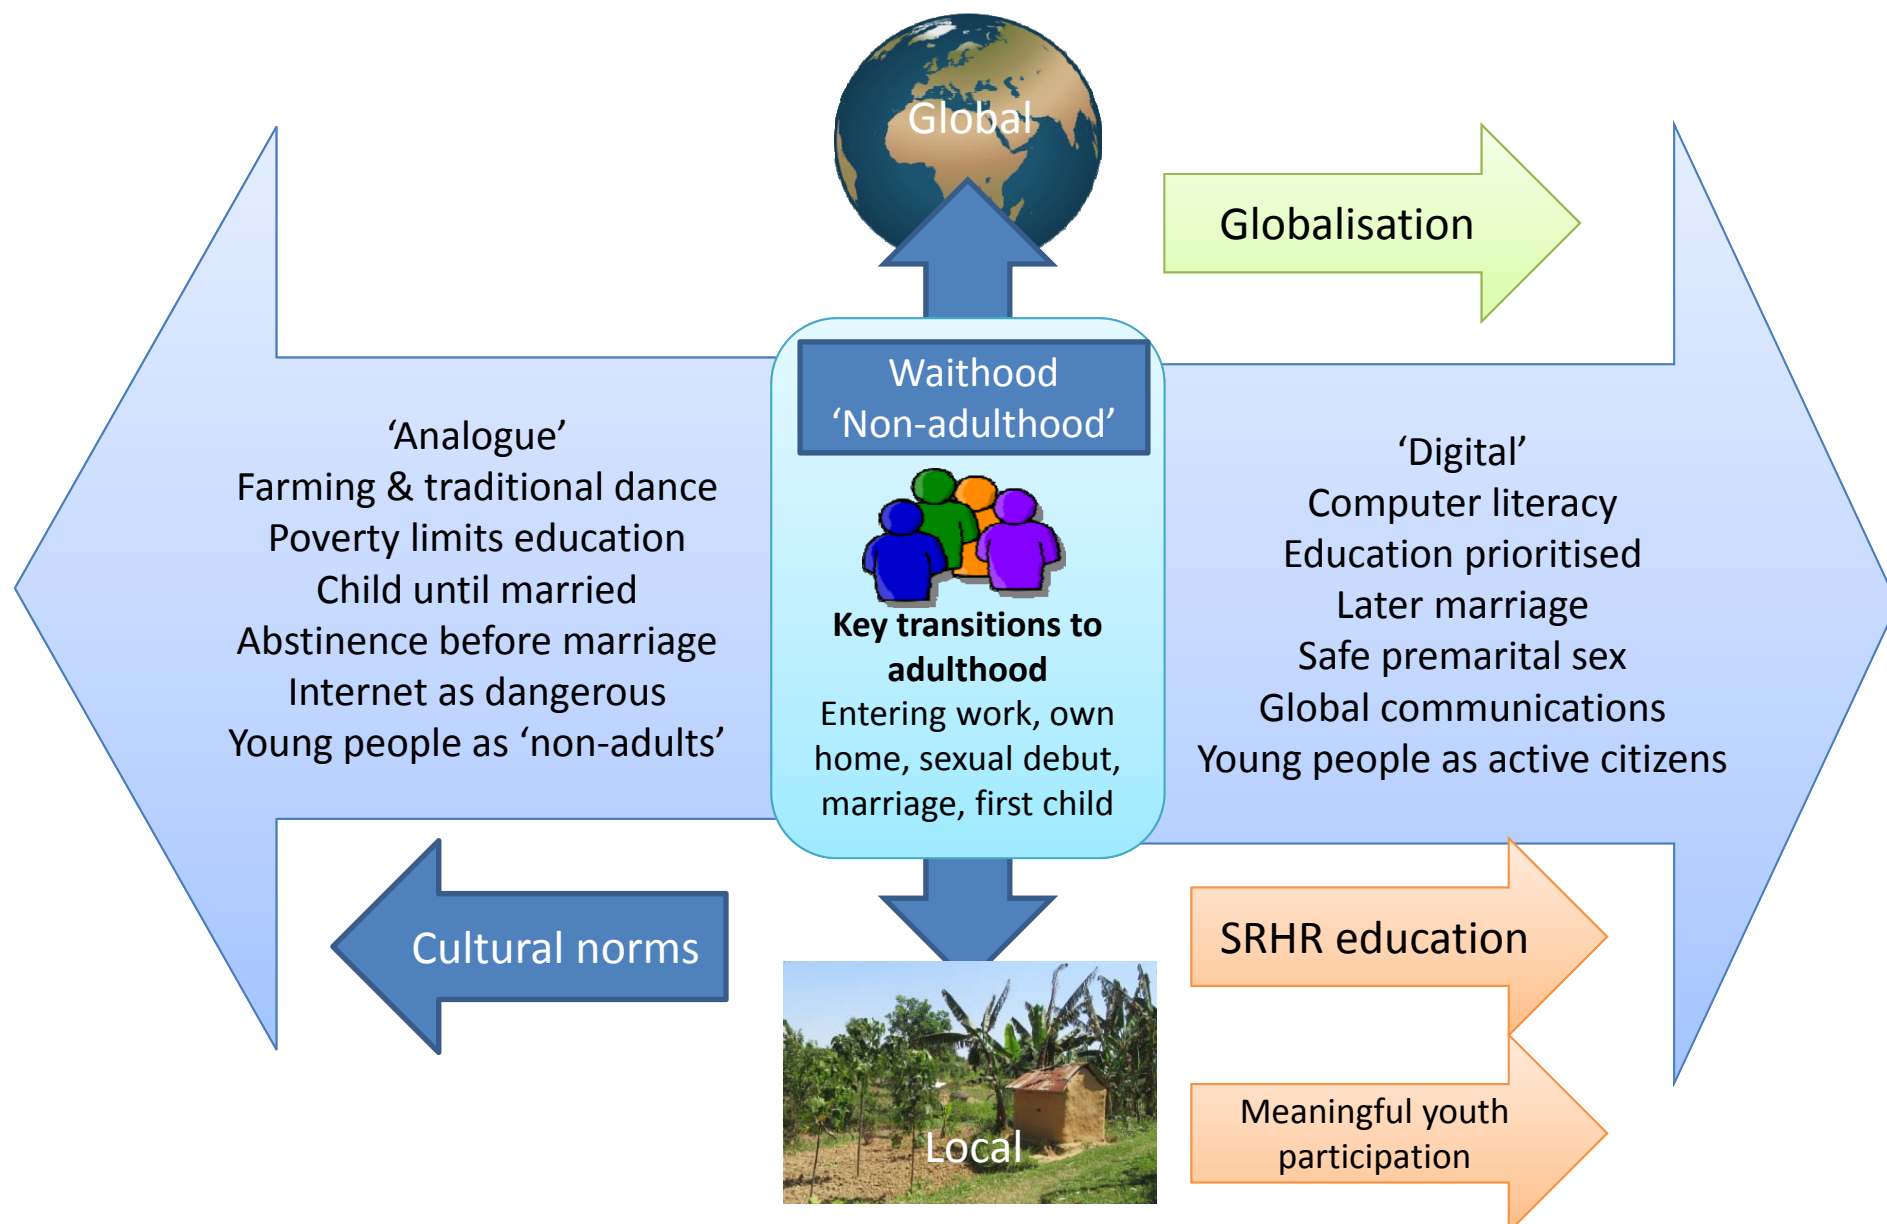 Global
Globalisation
Waithood
‘Non-adulthood’
‘Analogue’
Farming & traditional dance
Poverty limits education
Child until married
Abstinence before marriage
Internet as dangerous
Young people as ‘non-adults’
Key transitions to
adulthood
Entering work, own
home, sexual debut,
marriage, first child
‘Digital’
Computer literacy
Education prioritised
Later marriage
Safe premarital sex
Global communications
Young people as active citizens
Cultural norms
SRHR education
Local
Meaningful youth
participation